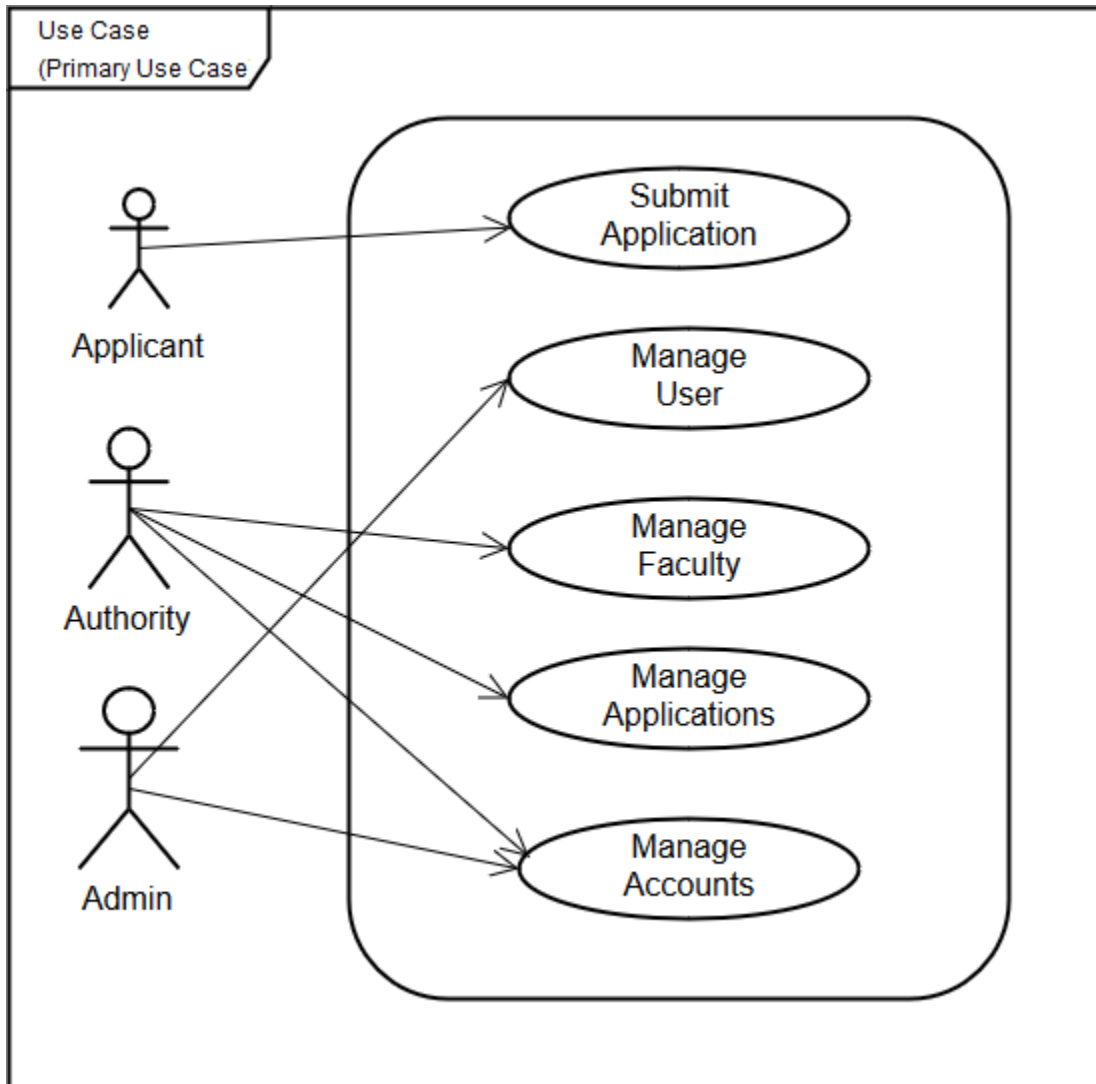 Use Case
(Primary Use Case
Submit
Application
Applicant
Manage
User
Manage
Faculty
Authority
Manage
Applications
Manage
Accounts
Admin